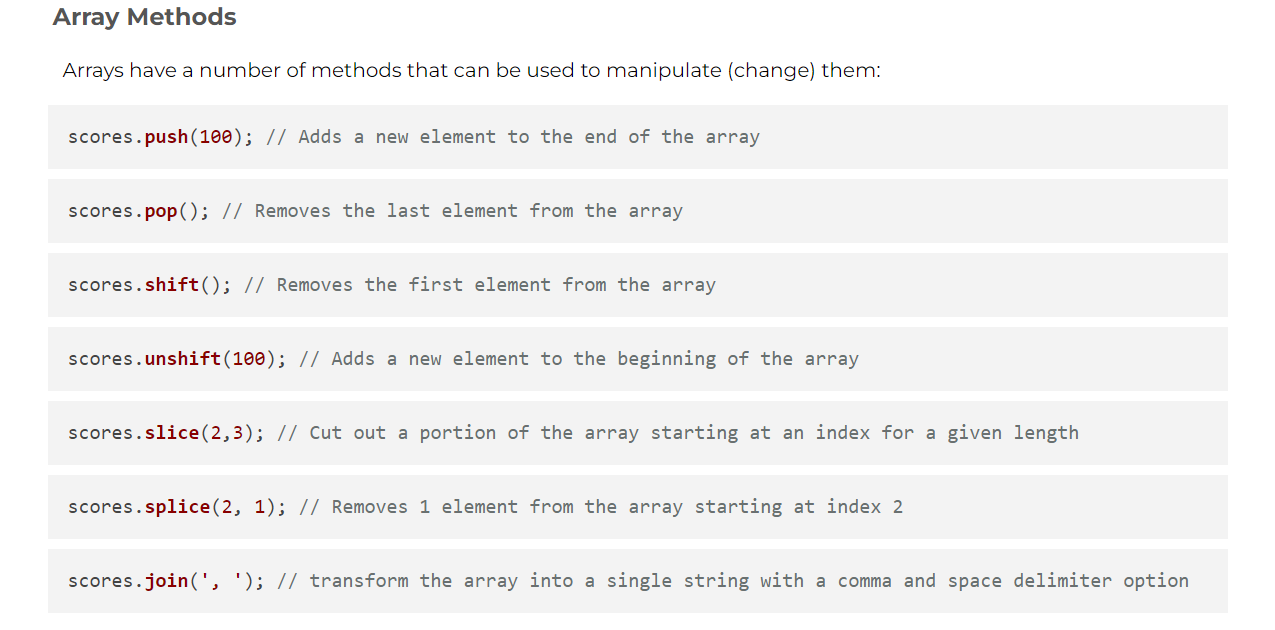 Array Methods
Arrays have a number of methods that can be used to manipulate (change) them:
scores.push(100); // Adds a new element to the end of the array
scores.pop(); // Removes the last element from the array
scores.shift(); // Removes the first element from the array
scores.unshift(100); // Adds a new element to the beginning of the array
scores.slice(2,3); // Cut out a portion of the array starting at an index for a given length
scores.splice(2, 1); // Removes 1 element from the array starting at index 2
scores.join(', '); // transform the array into a single string with a comma and space delimiter option